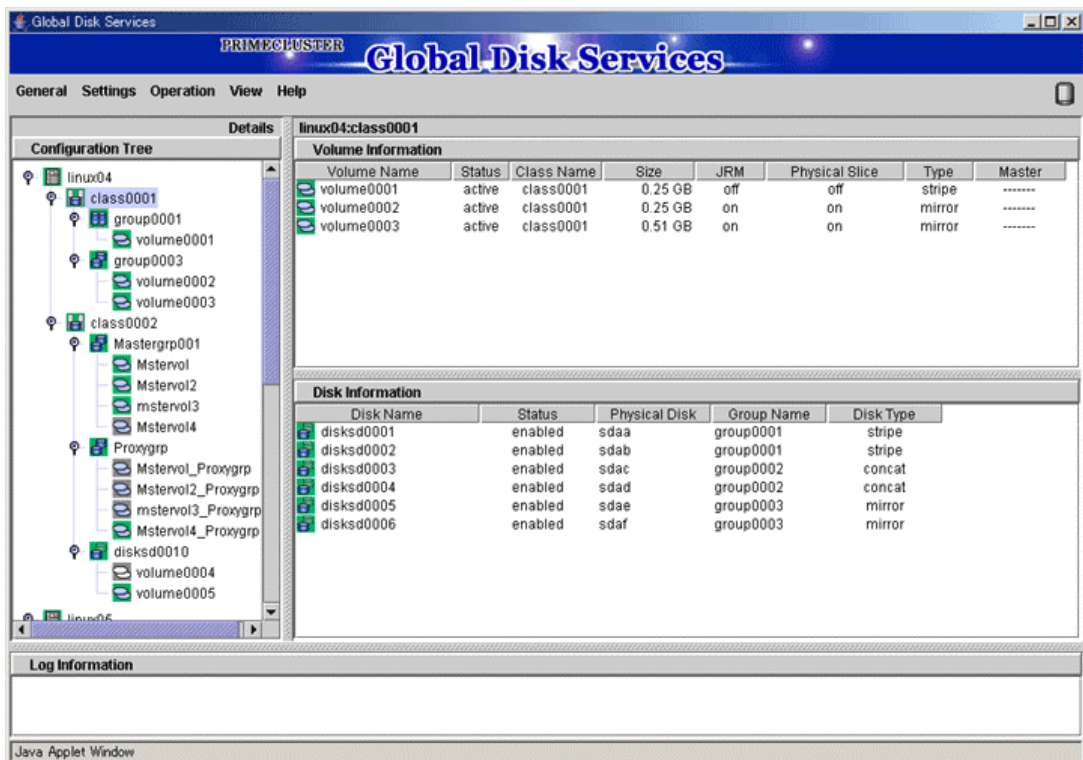 Global Disk Services
PRIMECLUSTER
Global Disk Services
General Settings Operation View Help
Details
Configuration Tree
linux04
class0001
group0001
volume0001
group0003
volume0002
volume0003
class0002
Mastergrp001
Mstervol
Mstervol2
mstervol3
Mstervol4
Proxygrp
Mstervol_Proxygrp
Mstervol2_Proxygrp
mstervol3_Proxygrp
Mstervol4_Proxygrp
disksd0010
volume0004
volume0005
linux04:class0001
Volume Information
Volume Name Status Class Name Size JRM Physical Slice Type Master
volume0001 active class0001 0.25 GB off off stripe -------
volume0002 active class0001 0.25 GB on on mirror -------
volume0003 active class0001 0.51 GB on on mirror -------
Disk Information
Disk Name Status Physical Disk Group Name Disk Type
disksd0001 enabled sdaa group0001 stripe
disksd0002 enabled sdab group0001 stripe
disksd0003 enabled sdac group0002 concat
disksd0004 enabled sdad group0002 concat
disksd0005 enabled sdae group0003 mirror
disksd0006 enabled sdaf group0003 mirror
Log Information
Java Applet Window